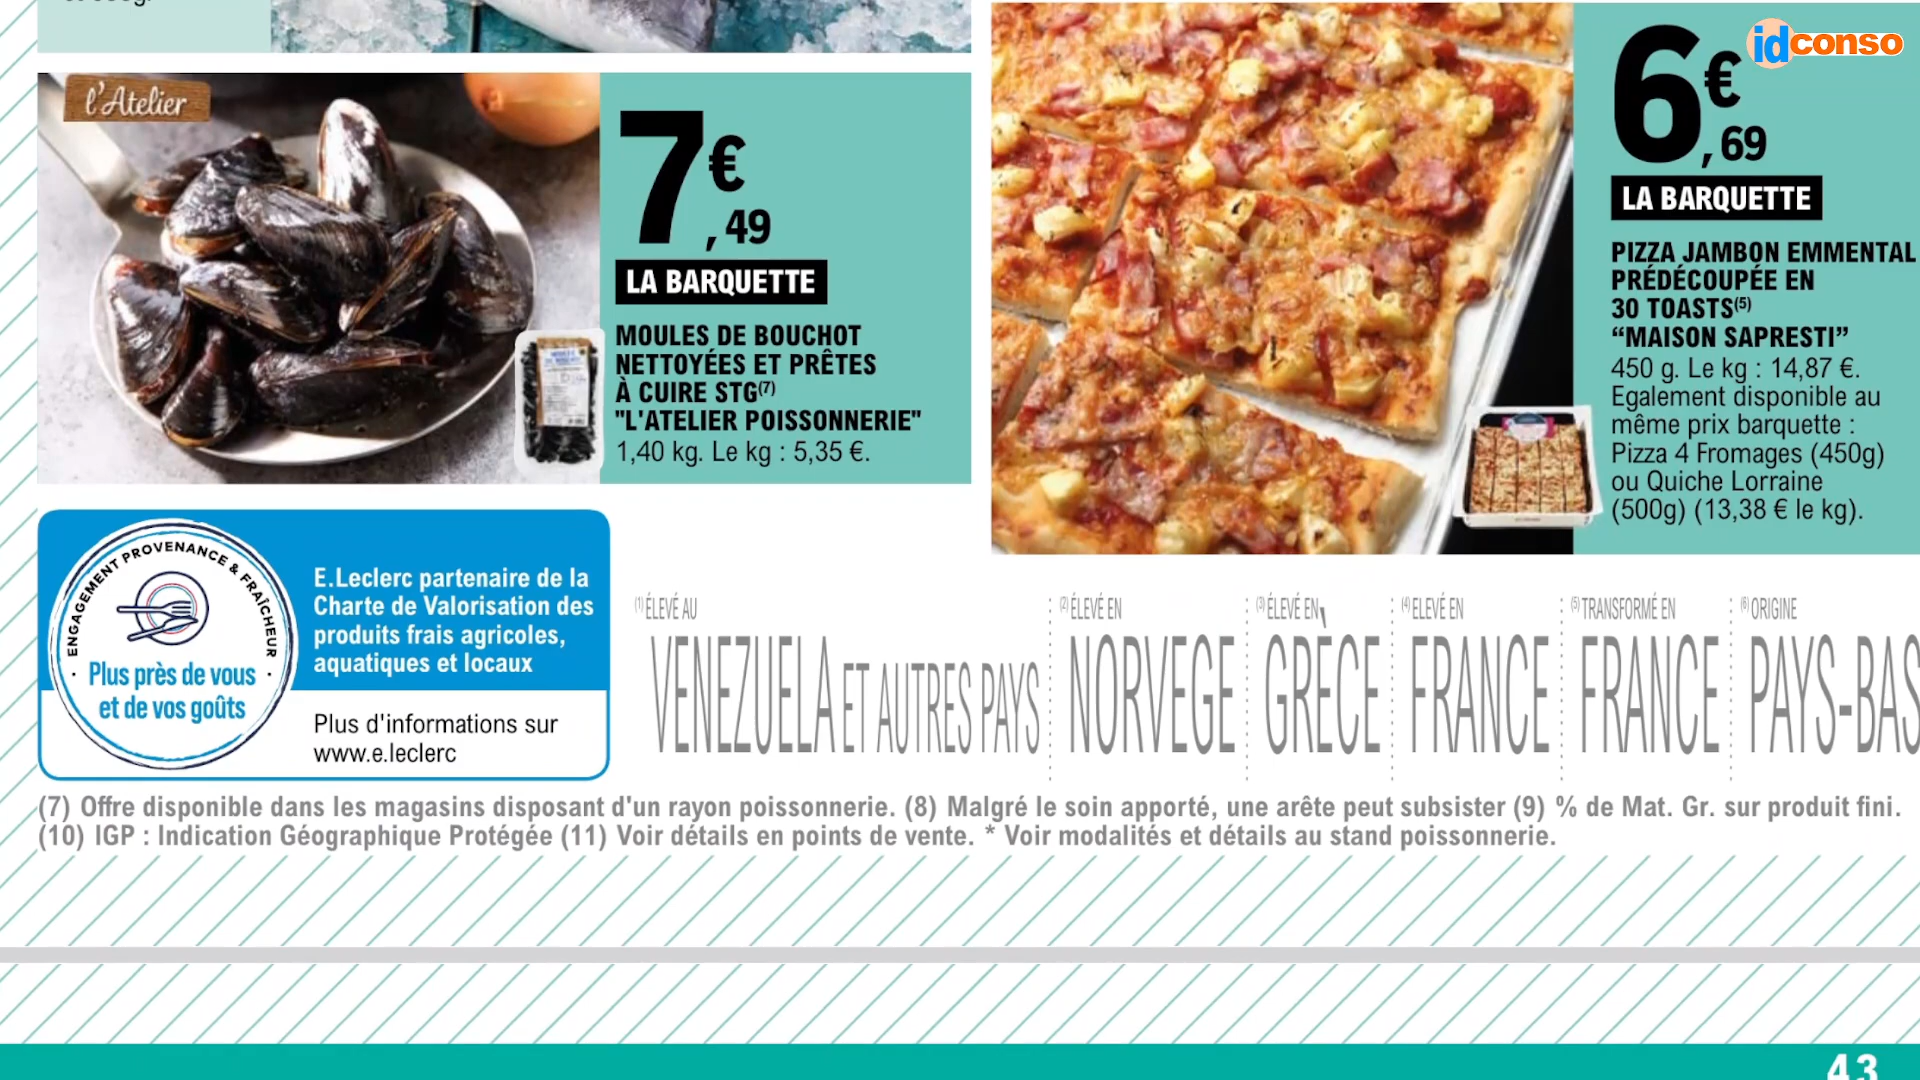 idconso
l'Atelier
7€,49
LA BARQUETTE
MOULES DE BOUCHOT
NETTOYÉES ET PRÊTES
À CUIRE STG(7)
"L'ATELIER POISSONNERIE"
1,40 kg. Le kg : 5,35 €.
6€,69
LA BARQUETTE
PIZZA JAMBON EMMENTAL
PRÉDÉCOUPÉE EN
30 TOASTS(5)
“MAISON SAPRESTI”
450 g. Le kg : 14,87 €.
Egalement disponible au
même prix barquette :
Pizza 4 Fromages (450g)
ou Quiche Lorraine
(500g) (13,38 € le kg).
ENGAGEMENT PROVENANCE & FRAÎCHEUR
Plus près de vous
et de vos goûts
E.Leclerc partenaire de la
Charte de Valorisation des
produits frais agricoles,
aquatiques et locaux
Plus d'informations sur
www.e.leclerc
(1) ÉLEVÉ AU
VENEZUELA ET AUTRES PAYS
(2) ÉLEVÉ EN
NORVEGE
(3) ÉLEVÉ EN
GRÈCE
(4) ELEVÉ EN
FRANCE
(5) TRANSFORMÉ EN
FRANCE
(6) ORIGINE
PAYS-BAS
(7) Offre disponible dans les magasins disposant d'un rayon poissonnerie. (8) Malgré le soin apporté, une arête peut subsister (9) % de Mat. Gr. sur produit fini.
(10) IGP : Indication Géographique Protégée (11) Voir détails en points de vente. * Voir modalités et détails au stand poissonnerie.
43